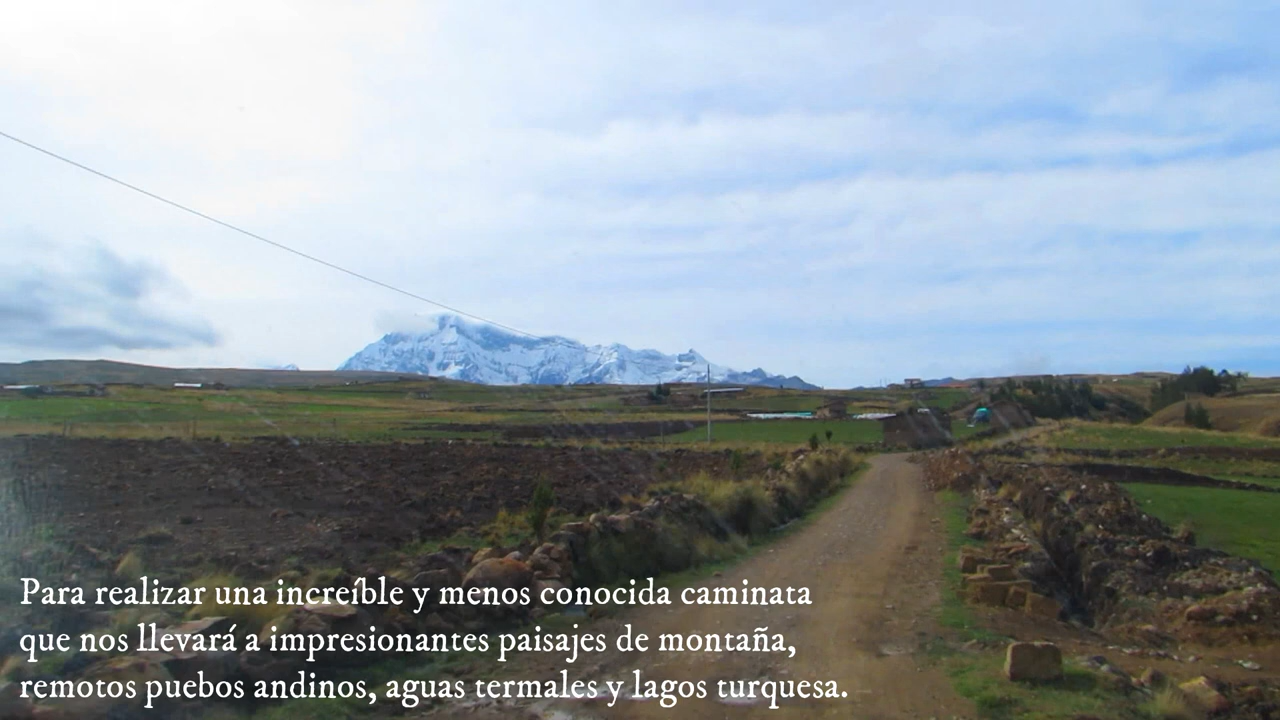 Para realizar una increíble y menos conocida caminata
que nos llevará a impresionantes paisajes de montaña,
remotos puebos andinos, aguas termales y lagos turquesa.